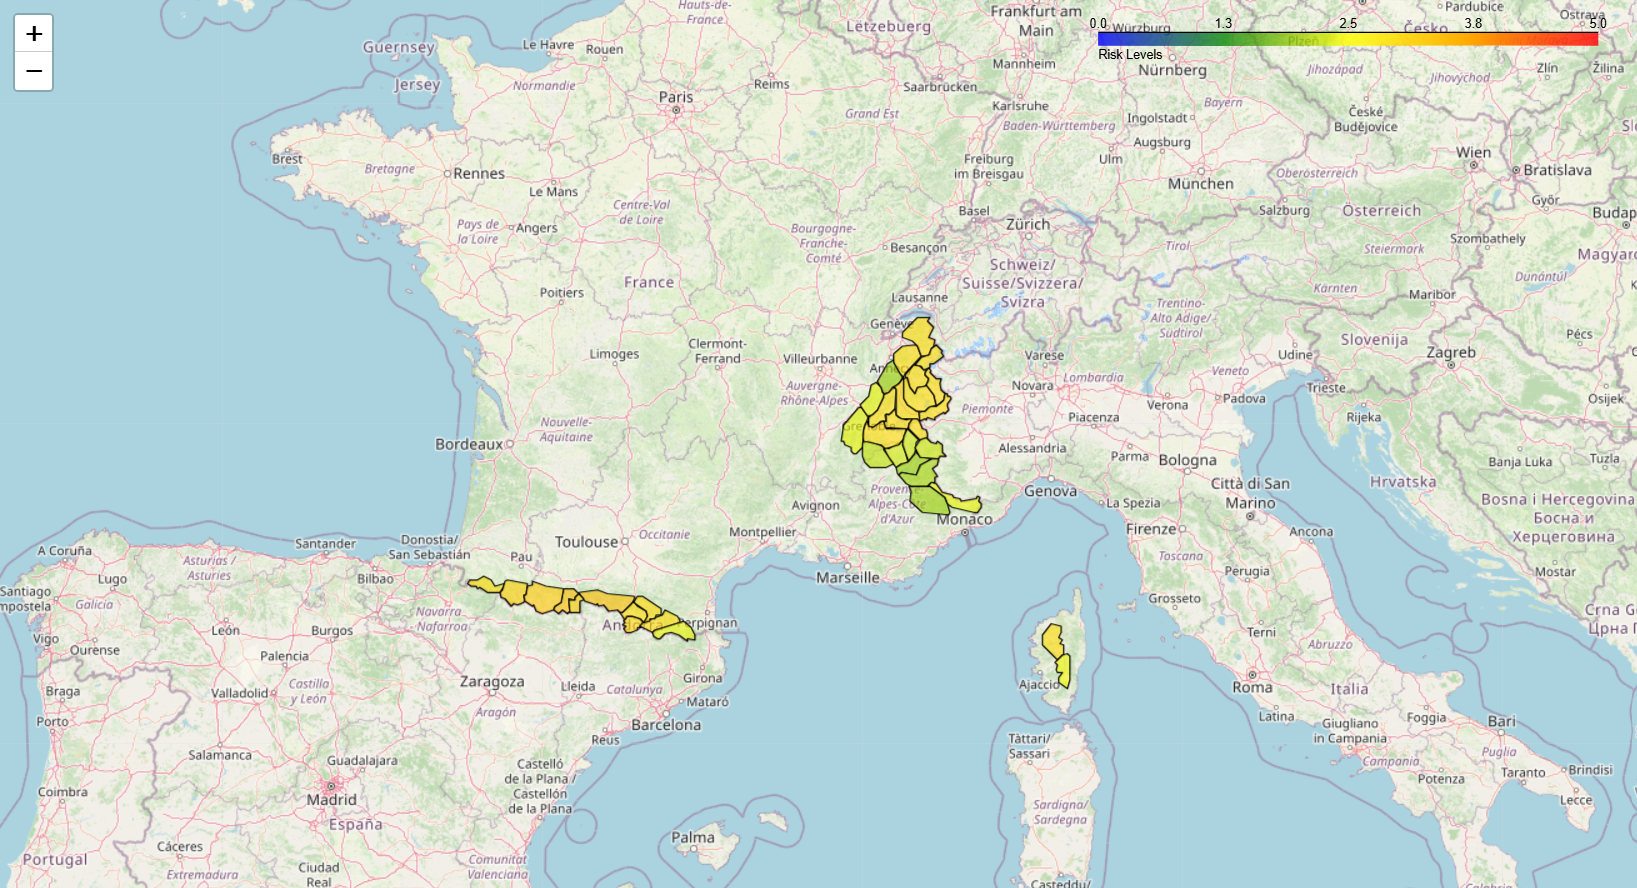 +
−
0.0
1.3
2.5
3.8
5.0
Risk Levels
Hauts-de-
France
Lëtzebuerg
Frankfurt am
Main
Würzburg
Pardubice
Ostrava
Česko
Plzeň
Guernsey
Le Havre
Rouen
Jersey
Normandie
Reims
Saarbrücken
Mannheim
Nürnberg
Jihozápad
Jihovýchod
Zlín
Žilina
Paris
Grand Est
Karlsruhe
Bayern
Ingolstadt
České
Budějovice
Baden-Württemberg
Augsburg
Brest
Bretagne
Rennes
Freiburg
im Breisgau
Ulm
Wien
Bratislava
Oberösterreich
München
Le Mans
Centre-Val
de Loire
Basel
Salzburg
Österreich
Győr
Budap
Pays de
la Loire
Angers
Bourgogne-
Franche-
Comté
Besançon
Zürich
Tirol
Steiermark
Szombathely
Magyaro
Schweiz/
Suisse/Svizzera/
Svizra
France
Poitiers
Lausanne
Kärnten
Maribor
Dunántúl
Trentino-
Alto Adige/
Südtirol
Genève
Slovenija
Pécs
Limoges
Clermont-
Ferrand
Villeurbanne
Varese
Udine
Zagreb
Auvergne-
Rhône-Alpes
Novara
Lombardia
Veneto
Trieste
Padova
Osijek
Verona
Piemonte
Piacenza
Rijeka
Nouvelle-
Aquitaine
Grenoble
Bordeaux
Alessandria
Parma
Bologna
Banja Luka
Tuzla
Provence-
Alpes-Côte
d'Azur
Avignon
Genova
La Spezia
Città di San
Marino
Hrvatska
Bosna i Hercegovina
Босна и
Херцеговина
Monaco
Firenze
Ancona
A Coruña
Santander
Donostia/
San Sebastián
Toulouse
Occitanie
Montpellier
Pau
Marseille
Toscana
Perugia
Mostar
Asturias /
Asturies
Bilbao
Lugo
Santiago
mpostela
Galicia
Navarra -
Nafarroa
Grosseto
Crna G
Црна Г
Vigo
Ourense
León
Burgos
Andorra
erpignan
Terni
Abruzzo
Palencia
Zaragoza
Lleida
Catalunya
Girona
Ajaccio
Roma
Italia
Braga
Valladolid
Castilla
y León
Mataró
Aragón
Barcelona
Reus
Latina
Foggia
Bari
Porto
Giugliano
in Campania
Salamanca
Guadalajara
Castelló
de la Plana /
Castellón
de la Plana
Tàttari/
Sassari
Campania
Puglia
Potenza
Taranto
Brindisi
Coimbra
Madrid
España
Sardigna/
Sardegna
Lecce
Palma
Cáceres
Portugal
Extremadura
Ciudad
Real
Comunitat
Valenciana
Casteddu/